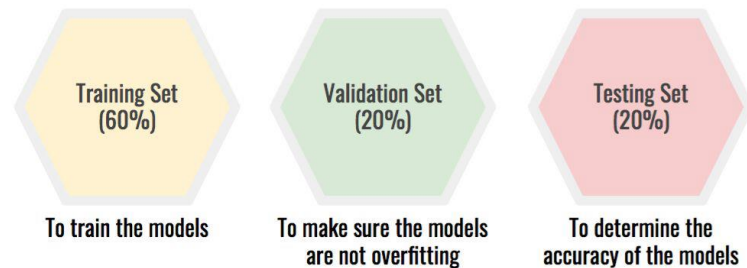 Training Set
(60%)
To train the models
Validation Set
(20%)
To make sure the models
are not overfitting
Testing Set
(20%)
To determine the
accuracy of the models